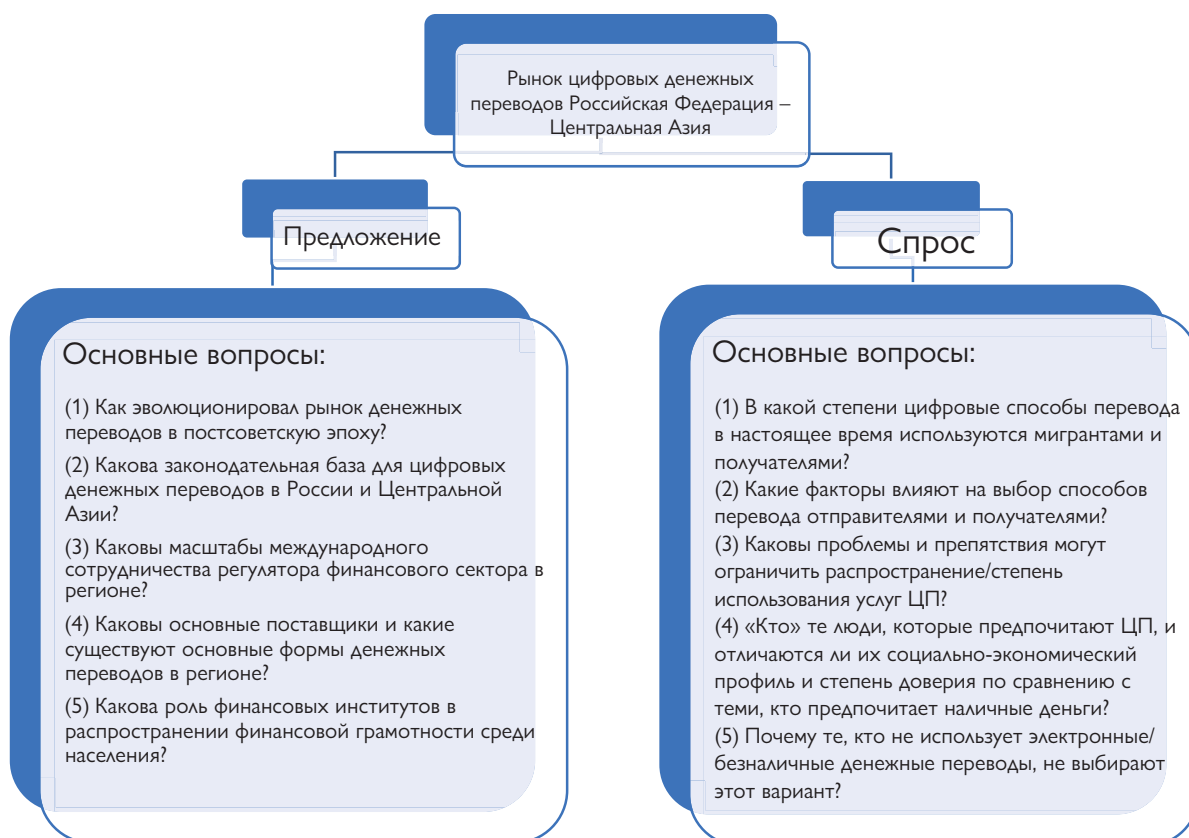 Рынок цифровых денежных
переводов Российская Федерация –
Центральная Азия
Предложение
Спрос
Основные вопросы:
(1) Как эволюционировал рынок денежных
переводов в постсоветскую эпоху?
(2) Какова законодательная база для цифровых
денежных переводов в России и Центральной
Азии?
(3) Каковы масштабы международного
сотрудничества регулятора финансового сектора в
регионе?
(4) Каковы основные поставщики и какие
существуют основные формы денежных
переводов в регионе?
(5) Какова роль финансовых институтов в
распространении финансовой грамотности среди
населения?
Основные вопросы:
(1) В какой степени цифровые способы перевода
в настоящее время используются мигрантами и
получателями?
(2) Какие факторы влияют на выбор способов
перевода отправителями и получателями?
(3) Каковы проблемы и препятствия могут
ограничить распространение/степень
использования услуг ЦП?
(4) «Кто» те люди, которые предпочитают ЦП, и
отличаются ли их социально-экономический
профиль и степень доверия по сравнению с
теми, кто предпочитает наличные деньги?
(5) Почему те, кто не использует электронные/
безналичные денежные переводы, не выбирают
этот вариант?